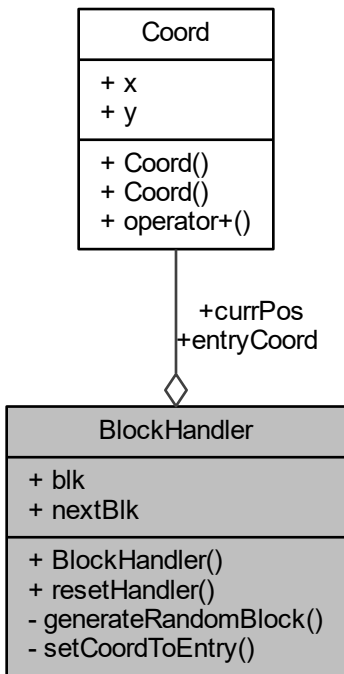 Coord
+ x
+ y
+ Coord()
+ Coord()
+ operator+()
+currPos
+entryCoord
BlockHandler
+ blk
+ nextBlk
+ BlockHandler()
+ resetHandler()
- generateRandomBlock()
- setCoordToEntry()